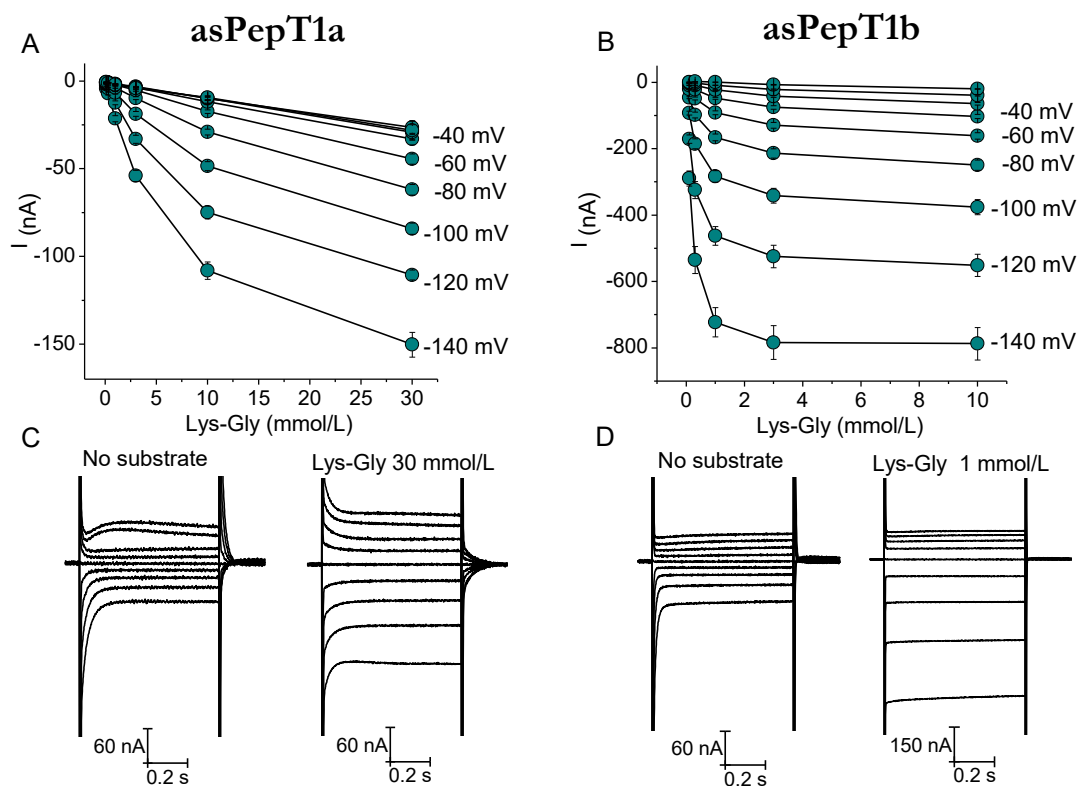 asPepT1a
asPepT1b
A
B
0
-50
-100
-150
I (nA)
-40 mV
-60 mV
-80 mV
-100 mV
-120 mV
-140 mV
0 5 10 15 20 25 30
Lys-Gly (mmol/L)
0
-200
-400
-600
-800
I (nA)
-40 mV
-60 mV
-80 mV
-100 mV
-120 mV
-140 mV
0 2 4 6 8 10
Lys-Gly (mmol/L)
C
No substrate
Lys-Gly 30 mmol/L
60 nA
0.2 s
60 nA
0.2 s
D
No substrate
Lys-Gly 1 mmol/L
60 nA
0.2 s
150 nA
0.2 s